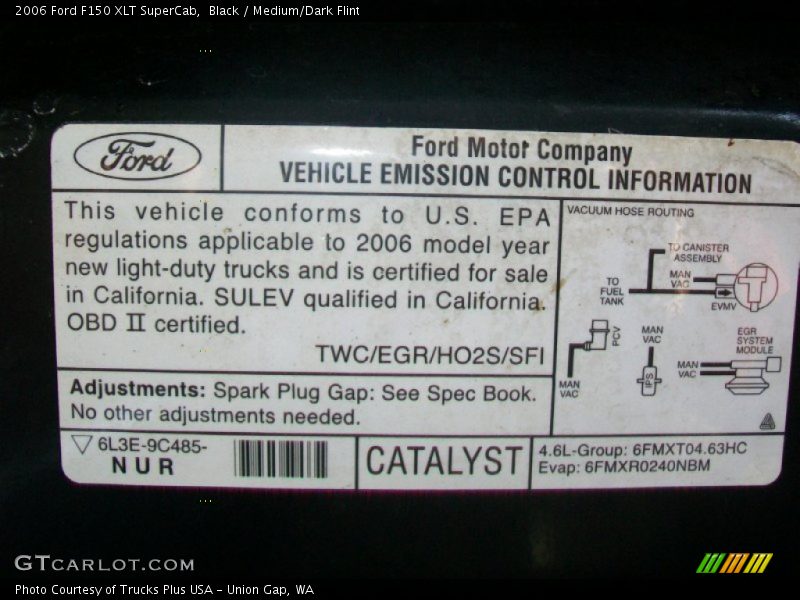 2006 Ford F150 XLT SuperCab,  Black / Medium/Dark Flint
Ford
Ford Motor Company
VEHICLE EMISSION CONTROL INFORMATION
This vehicle conforms to U.S. EPA
regulations applicable to 2006 model year
new light-duty trucks and is certified for sale
in California. SULEV qualified in California.
OBD II certified.
TWC/EGR/HO2S/SFI
Adjustments: Spark Plug Gap: See Spec Book.
No other adjustments needed.
VACUUM HOSE ROUTING
TO CANISTER
ASSEMBLY
MAN
VAC
TO
FUEL
TANK
EVMV
PCV
MAN
VAC
MAN
VAC
IPS
EGR
SYSTEM
MODULE
MAN
VAC
6L3E-9C485-
NUR
CATALYST
4.6L-Group: 6FMXT04.63HC
Evap: 6FMXR0240NBM
GTCARLOT.COM
Photo Courtesy of Trucks Plus USA - Union Gap, WA